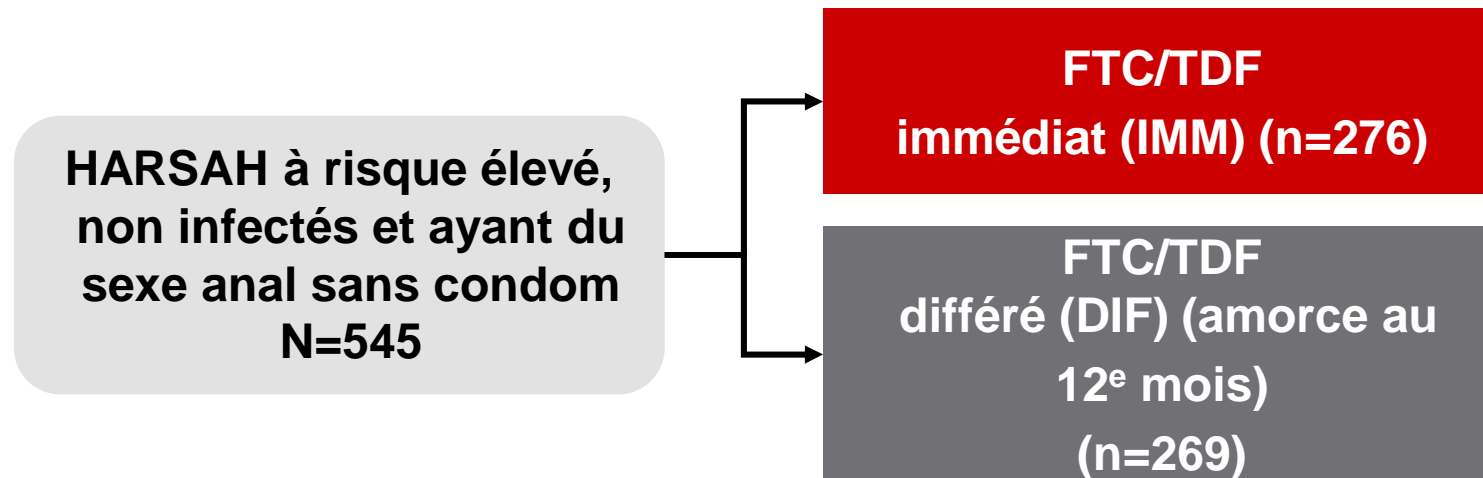 HARSAH à risque élevé,
non infectés et ayant du
sexe anal sans condom
N=545
FTC/TDF
immédiat (IMM) (n=276)
FTC/TDF
différé (DIF) (amorce au
12e mois)
(n=269)